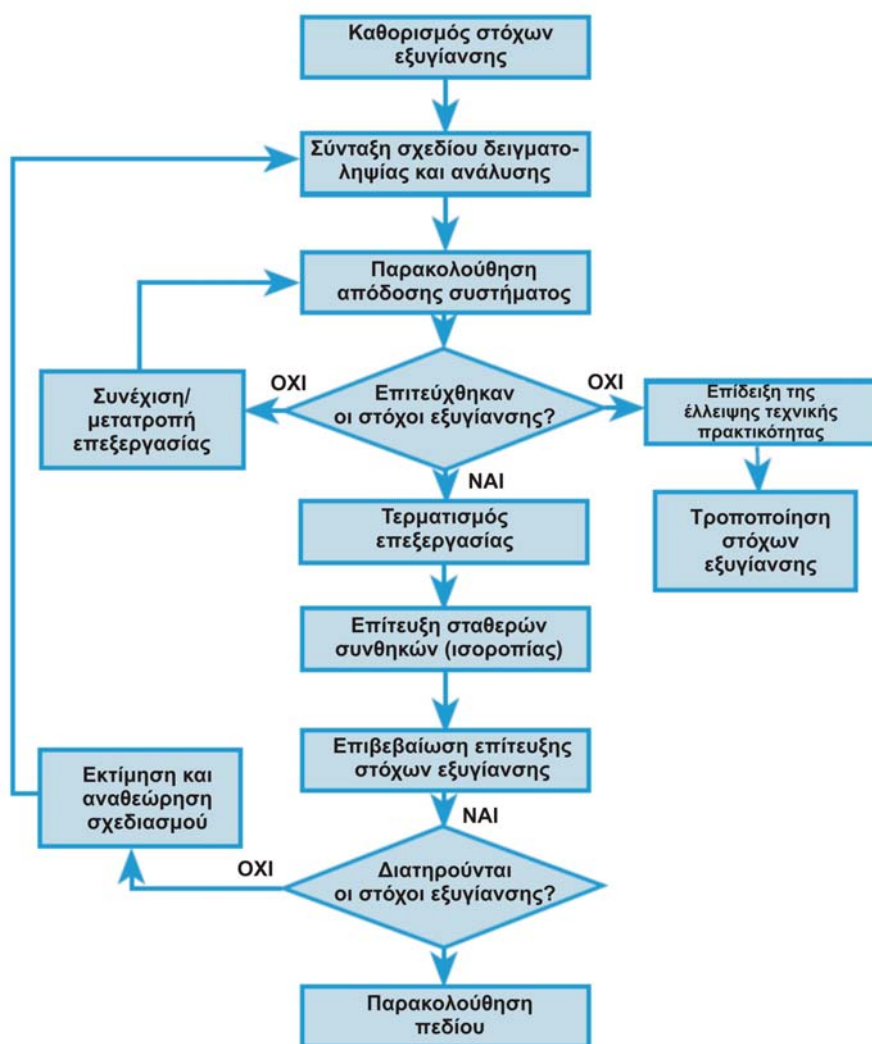 Καθορισμός στόχων
εξυγίανσης
Σύνταξη σχεδίου δειγματο-
ληψίας και ανάλυσης
Παρακολούθηση
απόδοσης συστήματος
Συνέχιση/
μετατροπή
επεξεργασίας
ΟΧΙ
Επιτεύχθηκαν
οι στόχοι εξυγίανσης?
ΟΧΙ
Επίδειξη της
έλλειψης τεχνικής
πρακτικότητας
ΝΑΙ
Τερματισμός
επεξεργασίας
Τροποποίηση
στόχων
εξυγίανσης
Επίτευξη σταθερών
συνθηκών (ισοροπίας)
Επιβεβαίωση επίτευξης
στόχων εξυγίανσης
Εκτίμηση και
αναθεώρηση
σχεδιασμού
ΝΑΙ
ΟΧΙ
Διατηρούνται
οι στόχοι εξυγίανσης?
Παρακολούθηση
πεδίου